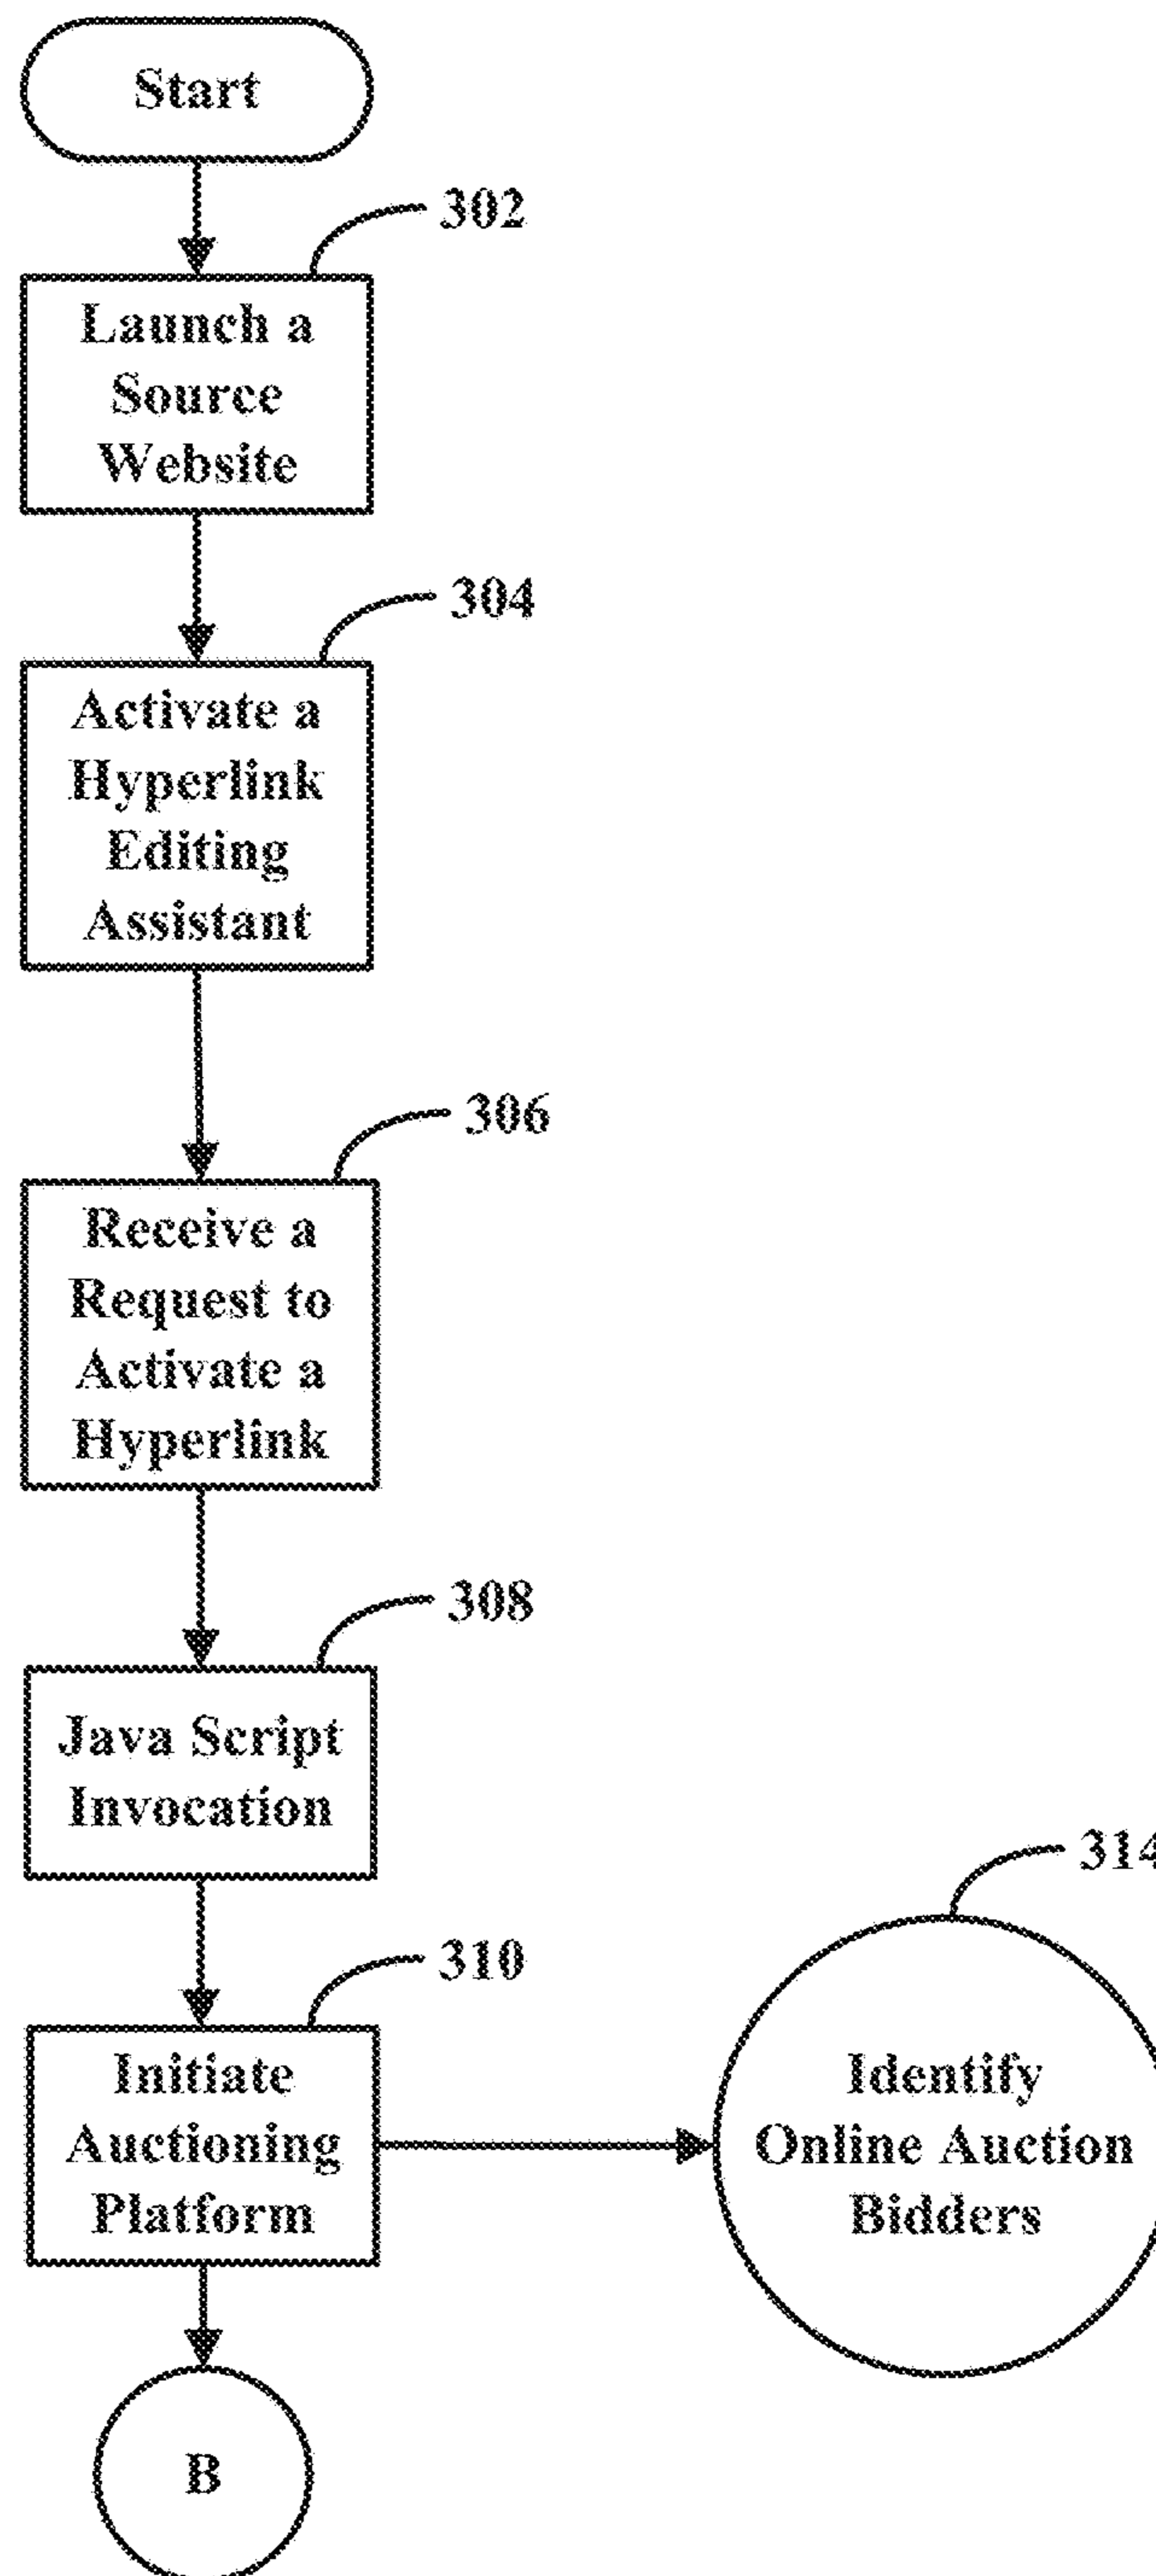 Start
302
Launch a
Source
Website
304
Activate a
Hyperlink
Editing
Assistant
306
Receive a
Request to
Activate a
Hyperlink
308
Java Script
Invocation
310
Initiate
Auctioning
Platform
314
Identify
Online Auction
Bidders
B